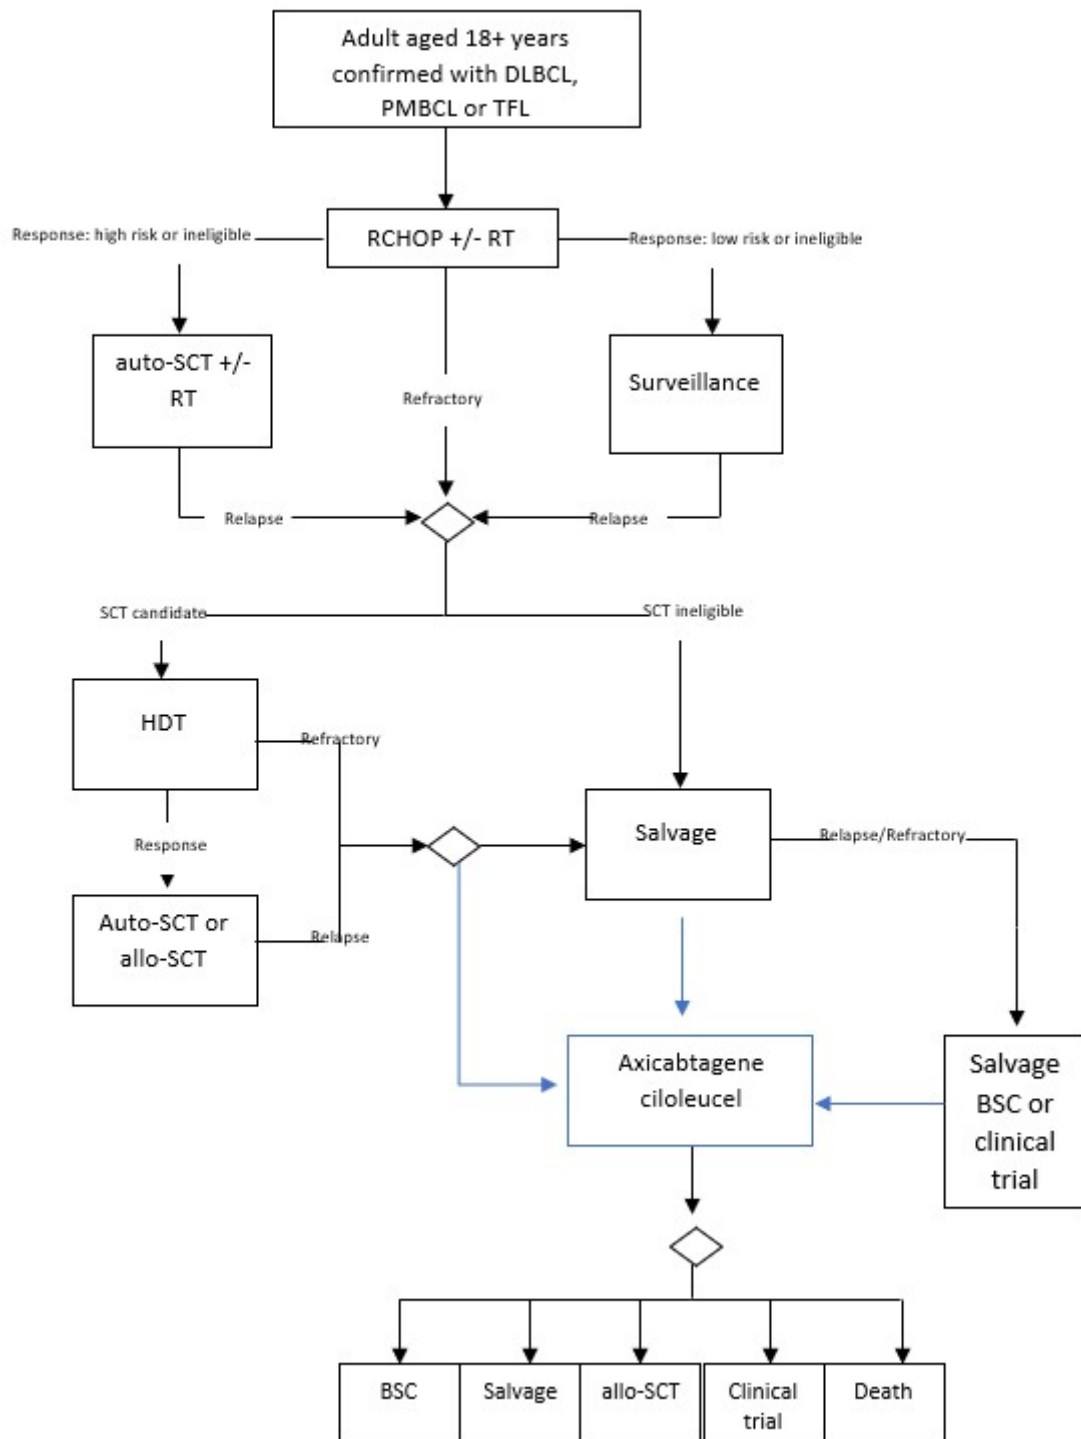 Adult aged 18+ years
confirmed with DLBCL,
PMBCL or TFL
Response: high risk or ineligible
RCHOP +/- RT
Response: low risk or ineligible
auto-SCT +/-
RT
Refractory
Surveillance
Relapse
Relapse
SCT candidate
SCT ineligible
HDT
Refractory
Response
Salvage
Relapse/Refractory
Auto-SCT or
allo-SCT
Relapse
Axicabtagene
ciloleucel
Salvage
BSC or
clinical
trial
BSC
Salvage
allo-SCT
Clinical
trial
Death